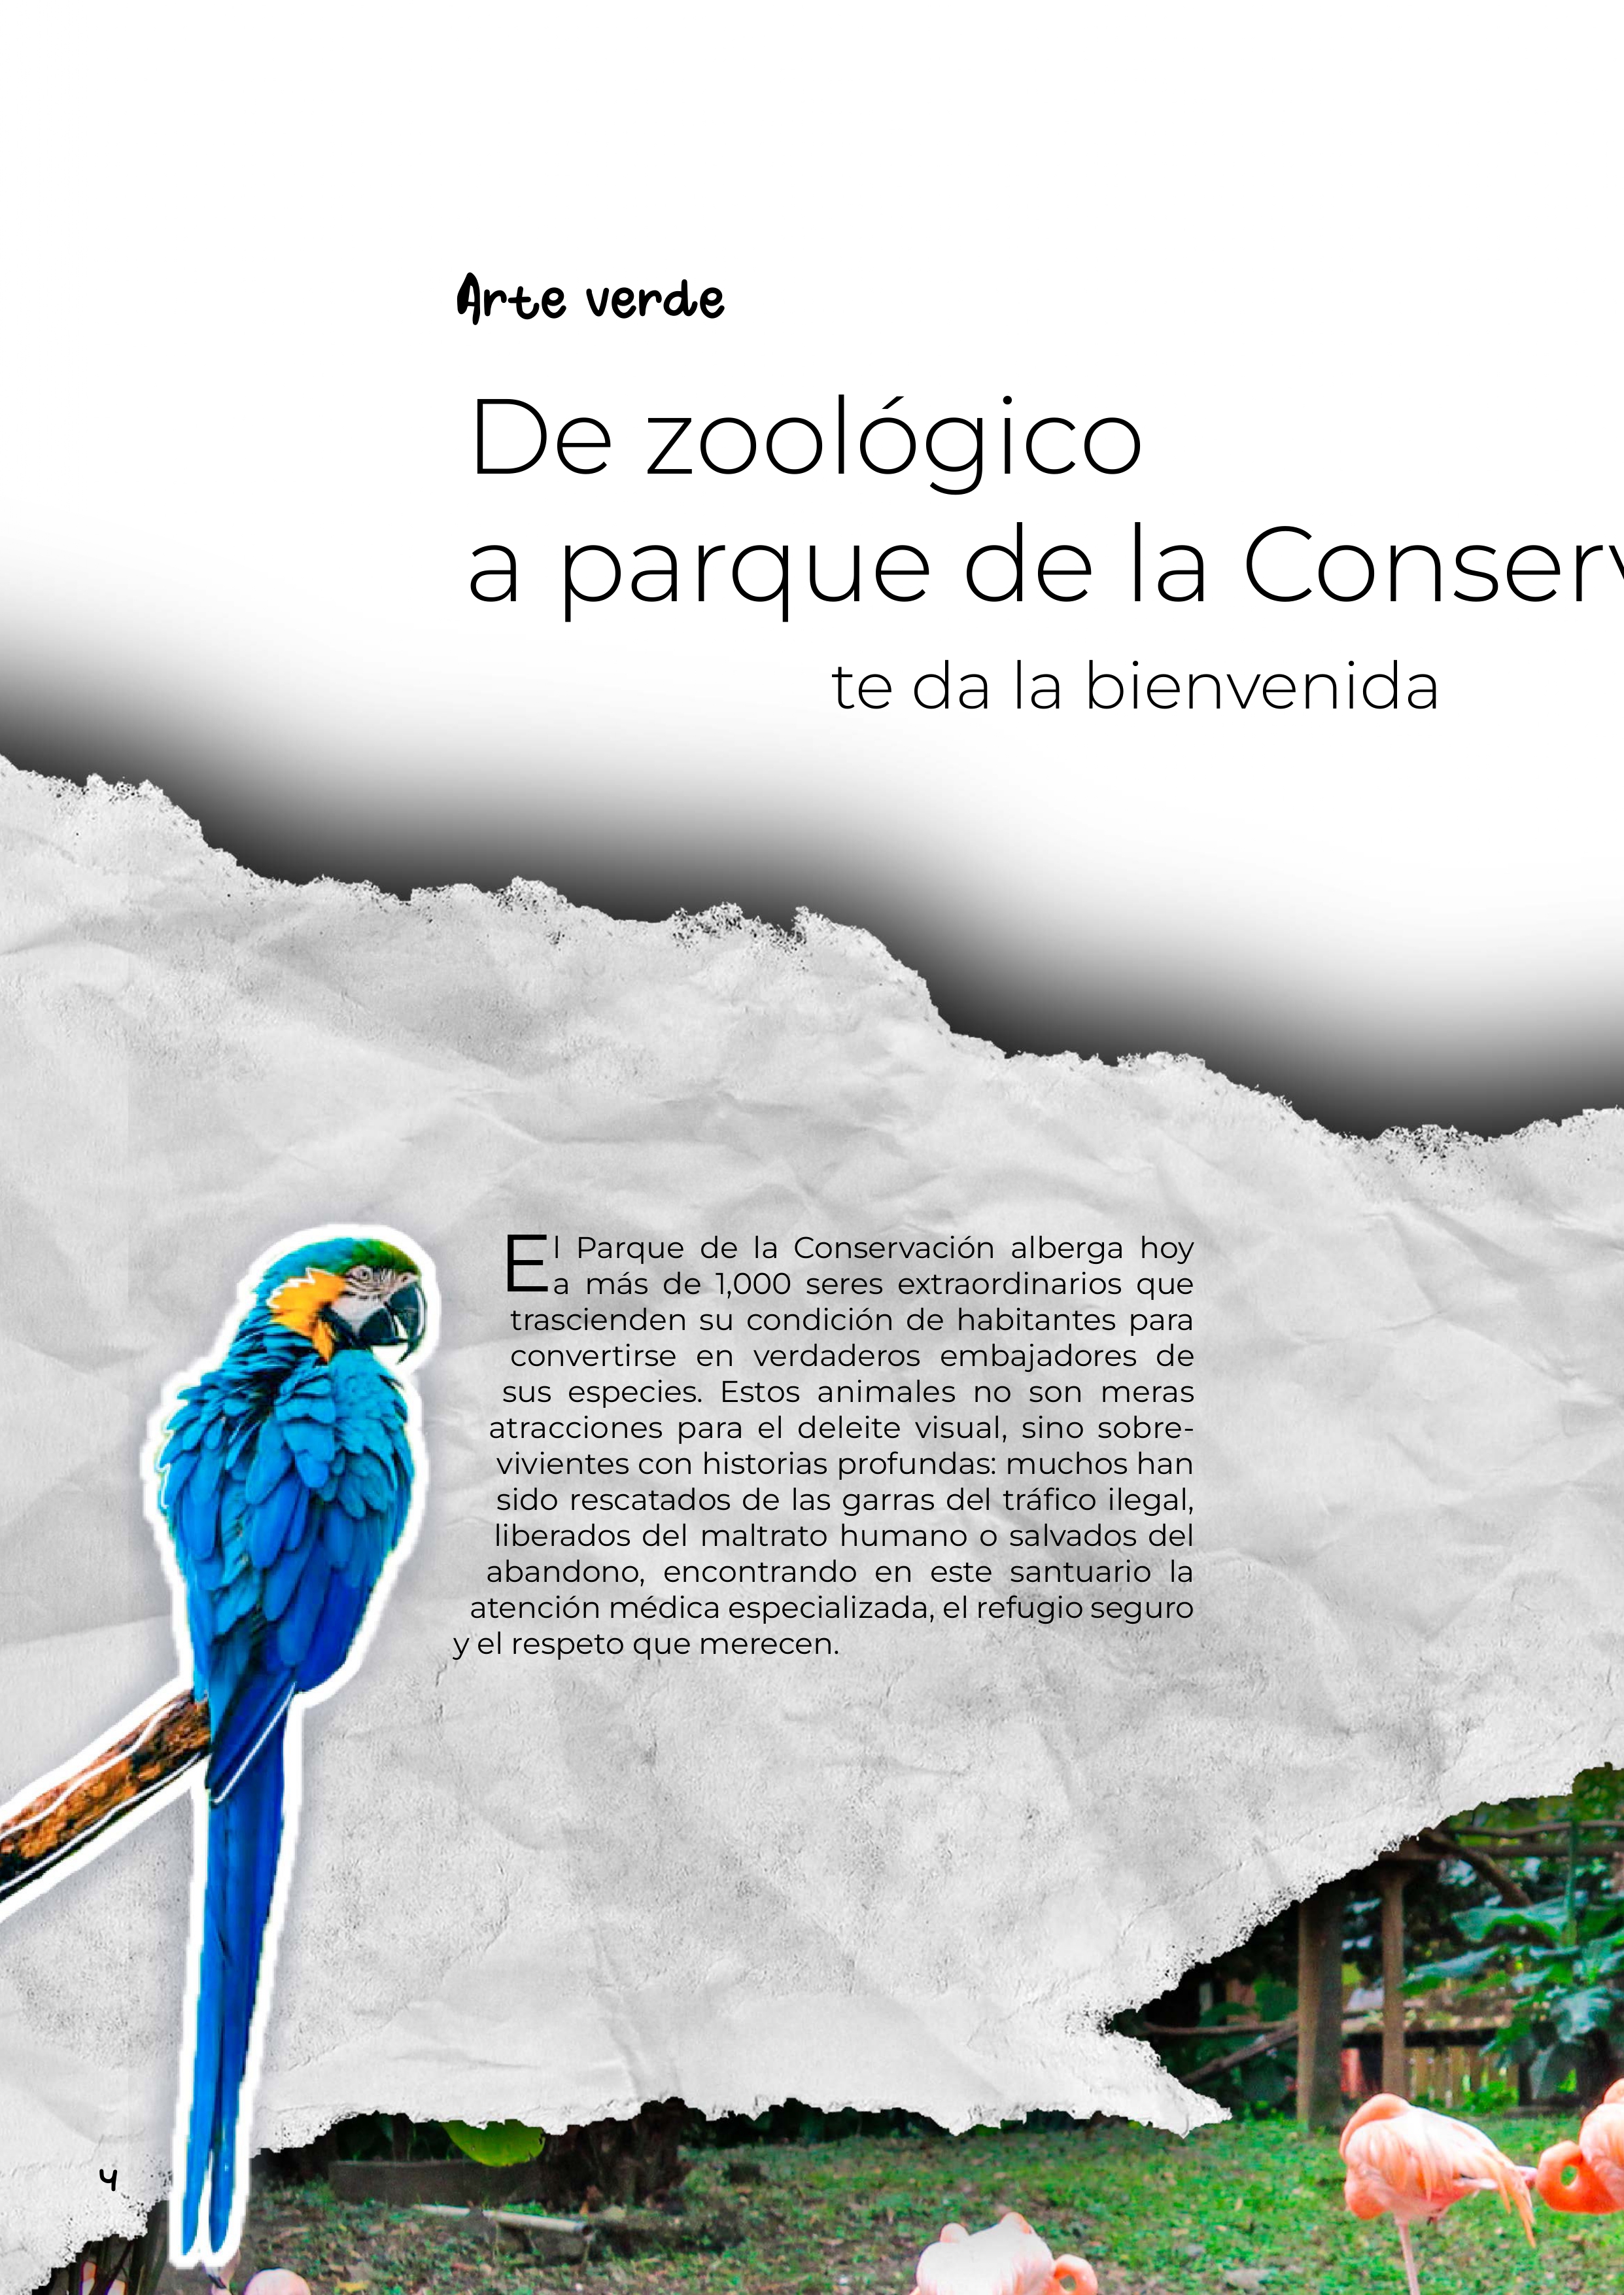 Arte verde
De zoológico
a parque de la Conserv
te da la bienvenida
El Parque de la Conservación alberga hoy
a más de 1,000 seres extraordinarios que
trascienden su condición de habitantes para
convertirse en verdaderos embajadores de
sus especies. Estos animales no son meras
atracciones para el deleite visual, sino sobre-
vivientes con historias profundas: muchos han
sido rescatados de las garras del tráfico ilegal,
liberados del maltrato humano o salvados del
abandono, encontrando en este santuario la
atención médica especializada, el refugio seguro
y el respeto que merecen.
4